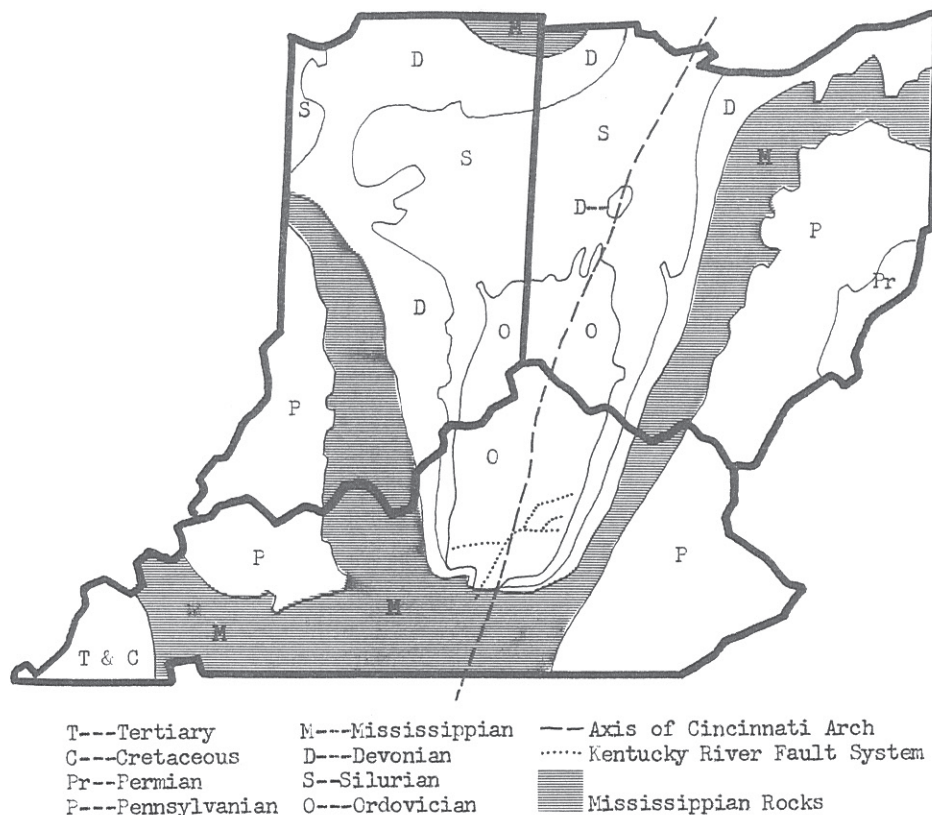 M
D
D
S
D
S
S
M
D--
P
Pr
D
O
O
P
O
P
P
M
M
M
T & C
T---Tertiary
C---Cretaceous
Pr--Permian
P---Pennsylvanian
M---Mississippian
D---Devonian
S--Silurian
O---Ordovician
Axis of Cincinnati Arch
Kentucky River Fault System
Mississippian Rocks